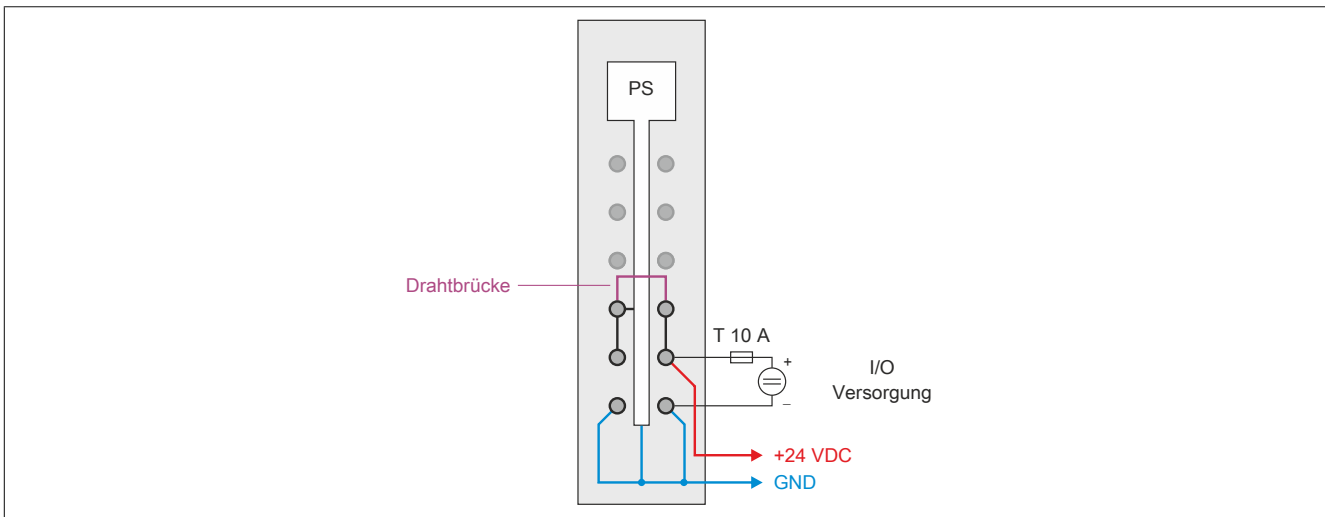 PS
Drahtbrücke
T 10 A
+
I/O
Versorgung
–
+24 VDC
GND